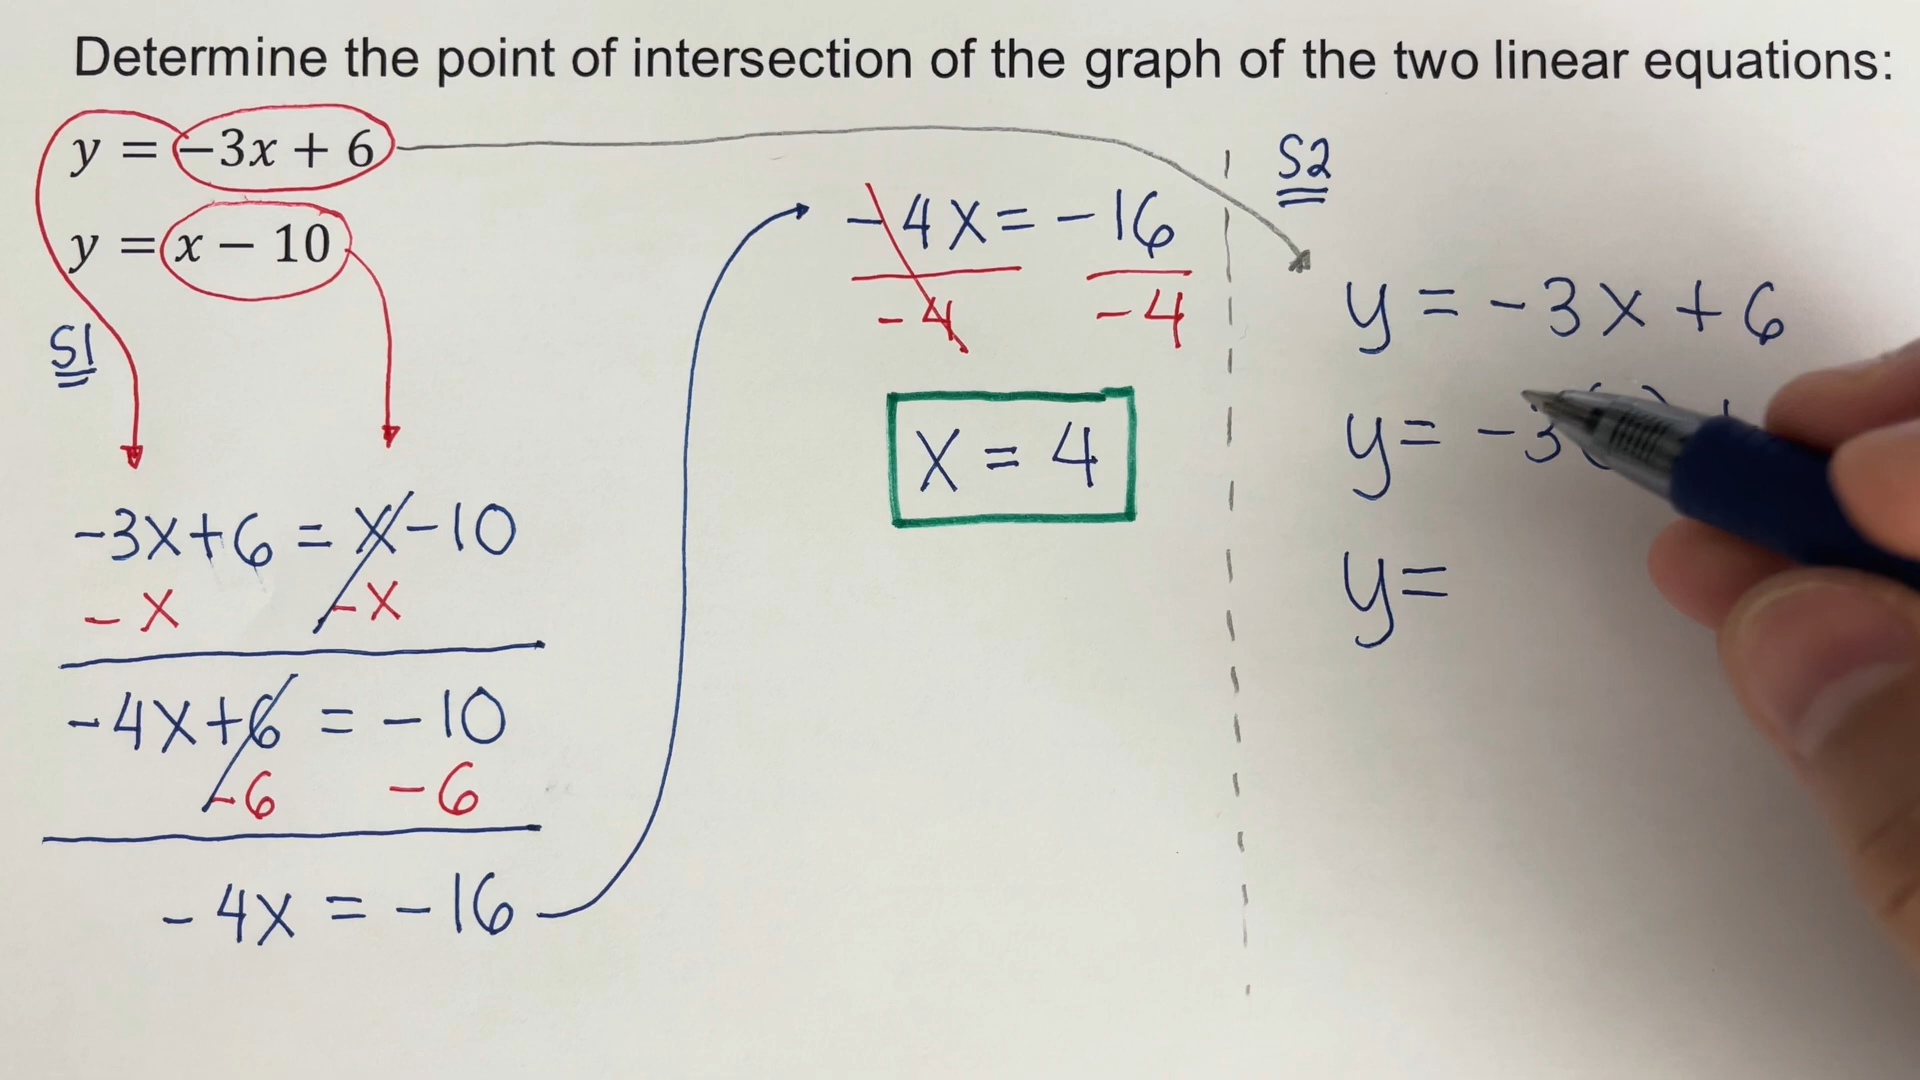 Determine the point of intersection of the graph of the two linear equations:
y = −3x + 6
y = x − 10
S1
-3x+6 = x-10
-x -x
-4x+6 = -10
-6 -6
-4x = -16
-4x = -16
-4 -4
x = 4
S2
y = -3x + 6
y = -3(
y =